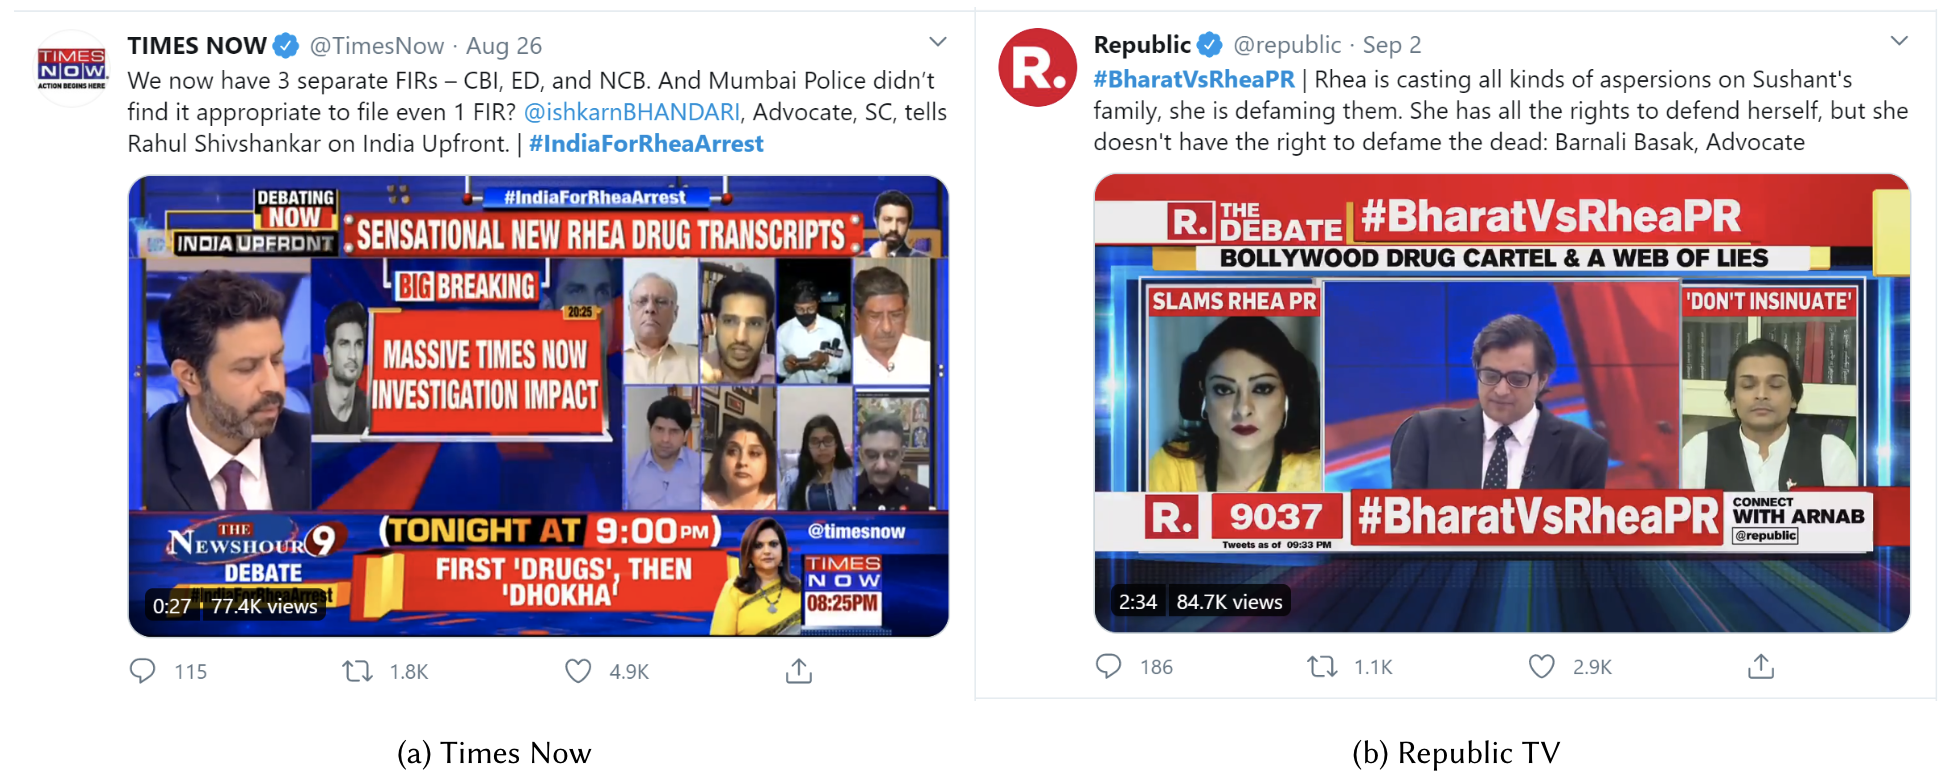 TIMES NOW @TimesNow · Aug 26
We now have 3 separate FIRs – CBI, ED, and NCB. And Mumbai Police didn't
find it appropriate to file even 1 FIR? @ishkarnBHANDARI, Advocate, SC, tells
Rahul Shivshankar on India Upfront. | #IndiaForRheaArrest
TIMES
NOW
ACTION BEGINS HERE
DEBATING
NOW
INDIA UPFRONT
#IndiaForRheaArrest
SENSATIONAL NEW RHEA DRUG TRANSCRIPTS
BIG BREAKING
20:25
MASSIVE TIMES NOW
INVESTIGATION IMPACT
THE
NEWSHOUR 9
DEBATE
#IndiaForRheaArrest
(TONIGHT AT 9:00 PM)
FIRST 'DRUGS', THEN
'DHOKHA'
@timesnow
TIMES
NOW
08:25PM
0:27 77.4K views
115 1.8K 4.9K
(a) Times Now
R.
Republic @republic · Sep 2
#BharatVsRheaPR | Rhea is casting all kinds of aspersions on Sushant's
family, she is defaming them. She has all the rights to defend herself, but she
doesn't have the right to defame the dead: Barnali Basak, Advocate
R. THE
DEBATE
#BharatVsRheaPR
BOLLYWOOD DRUG CARTEL & A WEB OF LIES
SLAMS RHEA PR
'DON'T INSINUATE'
R.
9037
Tweets as of 09:33 PM
#BharatVsRheaPR
CONNECT
WITH ARNAB
@republic
2:34 84.7K views
186 1.1K 2.9K
(b) Republic TV